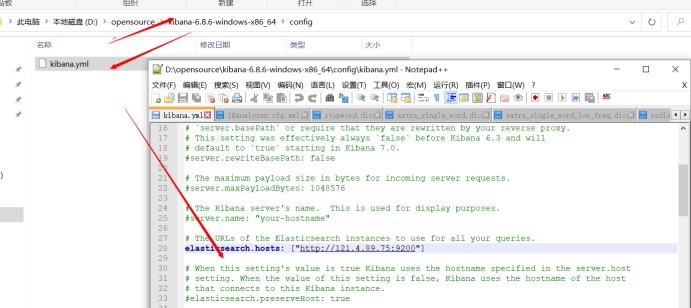 组织
新建
打开
选择
此电脑 › 本地磁盘 (D:) › opensource › kibana-6.8.6-windows-x86_64 › config
名称
修改日期
类型
大小
kibana.yml
D:\opensource\kibana-6.8.6-windows-x86_64\config\kibana.yml - Notepad++
文件(F) 编辑(E) 搜索(S) 视图(V) 编码(N) 语言(L) 设置(T) 工具(O) 宏(M) 运行(R) 插件(P) 窗口(W) ? X
kibana.yml IKAnalyzer.cfg.xml stopword.dic extra_single_word.dic extra_single_word_low_freq.dic redis
16 # `server.basePath` or require that they are rewritten by your reverse proxy.
17 # This setting was effectively always `false` before Kibana 6.3 and will
18 # default to `true` starting in Kibana 7.0.
19 #server.rewriteBasePath: false
20
21 # The maximum payload size in bytes for incoming server requests.
22 #server.maxPayloadBytes: 1048576
23
24 # The Kibana server's name.  This is used for display purposes.
25 #server.name: "your-hostname"
26
27 # The URLs of the Elasticsearch instances to use for all your queries.
28 elasticsearch.hosts: ["http://121.4.89.75:9200"]
29
30 # When this setting's value is true Kibana uses the hostname specified in the server.host
31 # setting. When the value of this setting is false, Kibana uses the hostname of the host
32 # that connects to this Kibana instance.
33 #elasticsearch.preserveHost: true